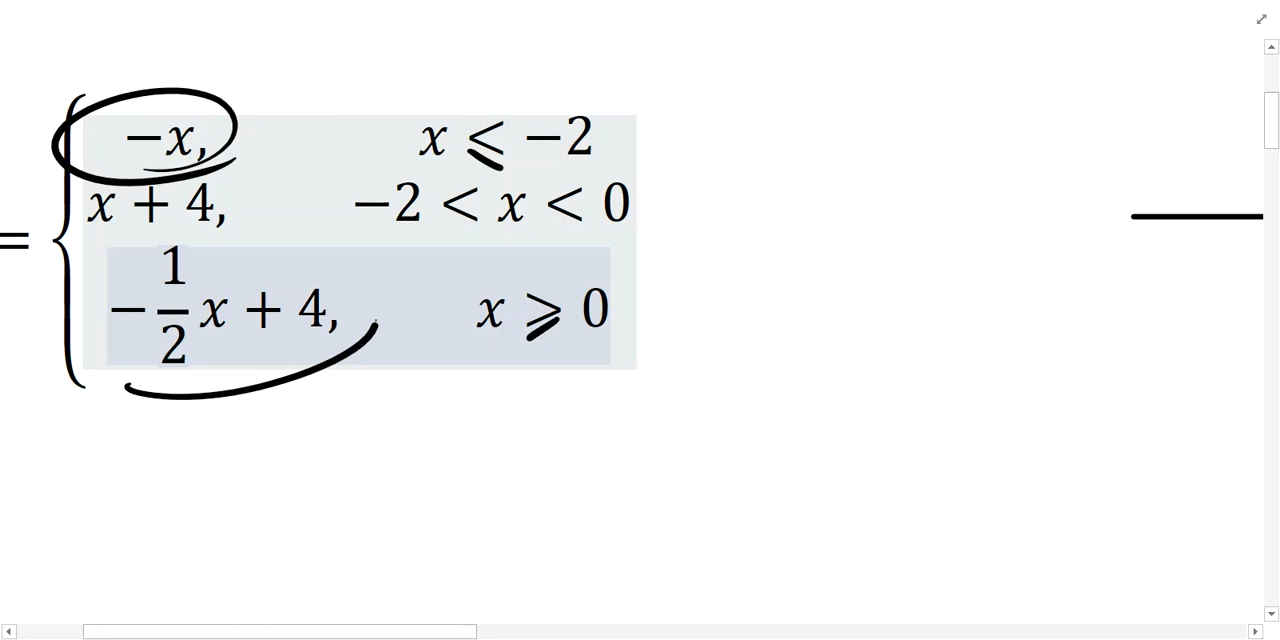 = { −x, x ⩽ −2
x + 4, −2 < x < 0
−1/2 x + 4, x ⩾ 0